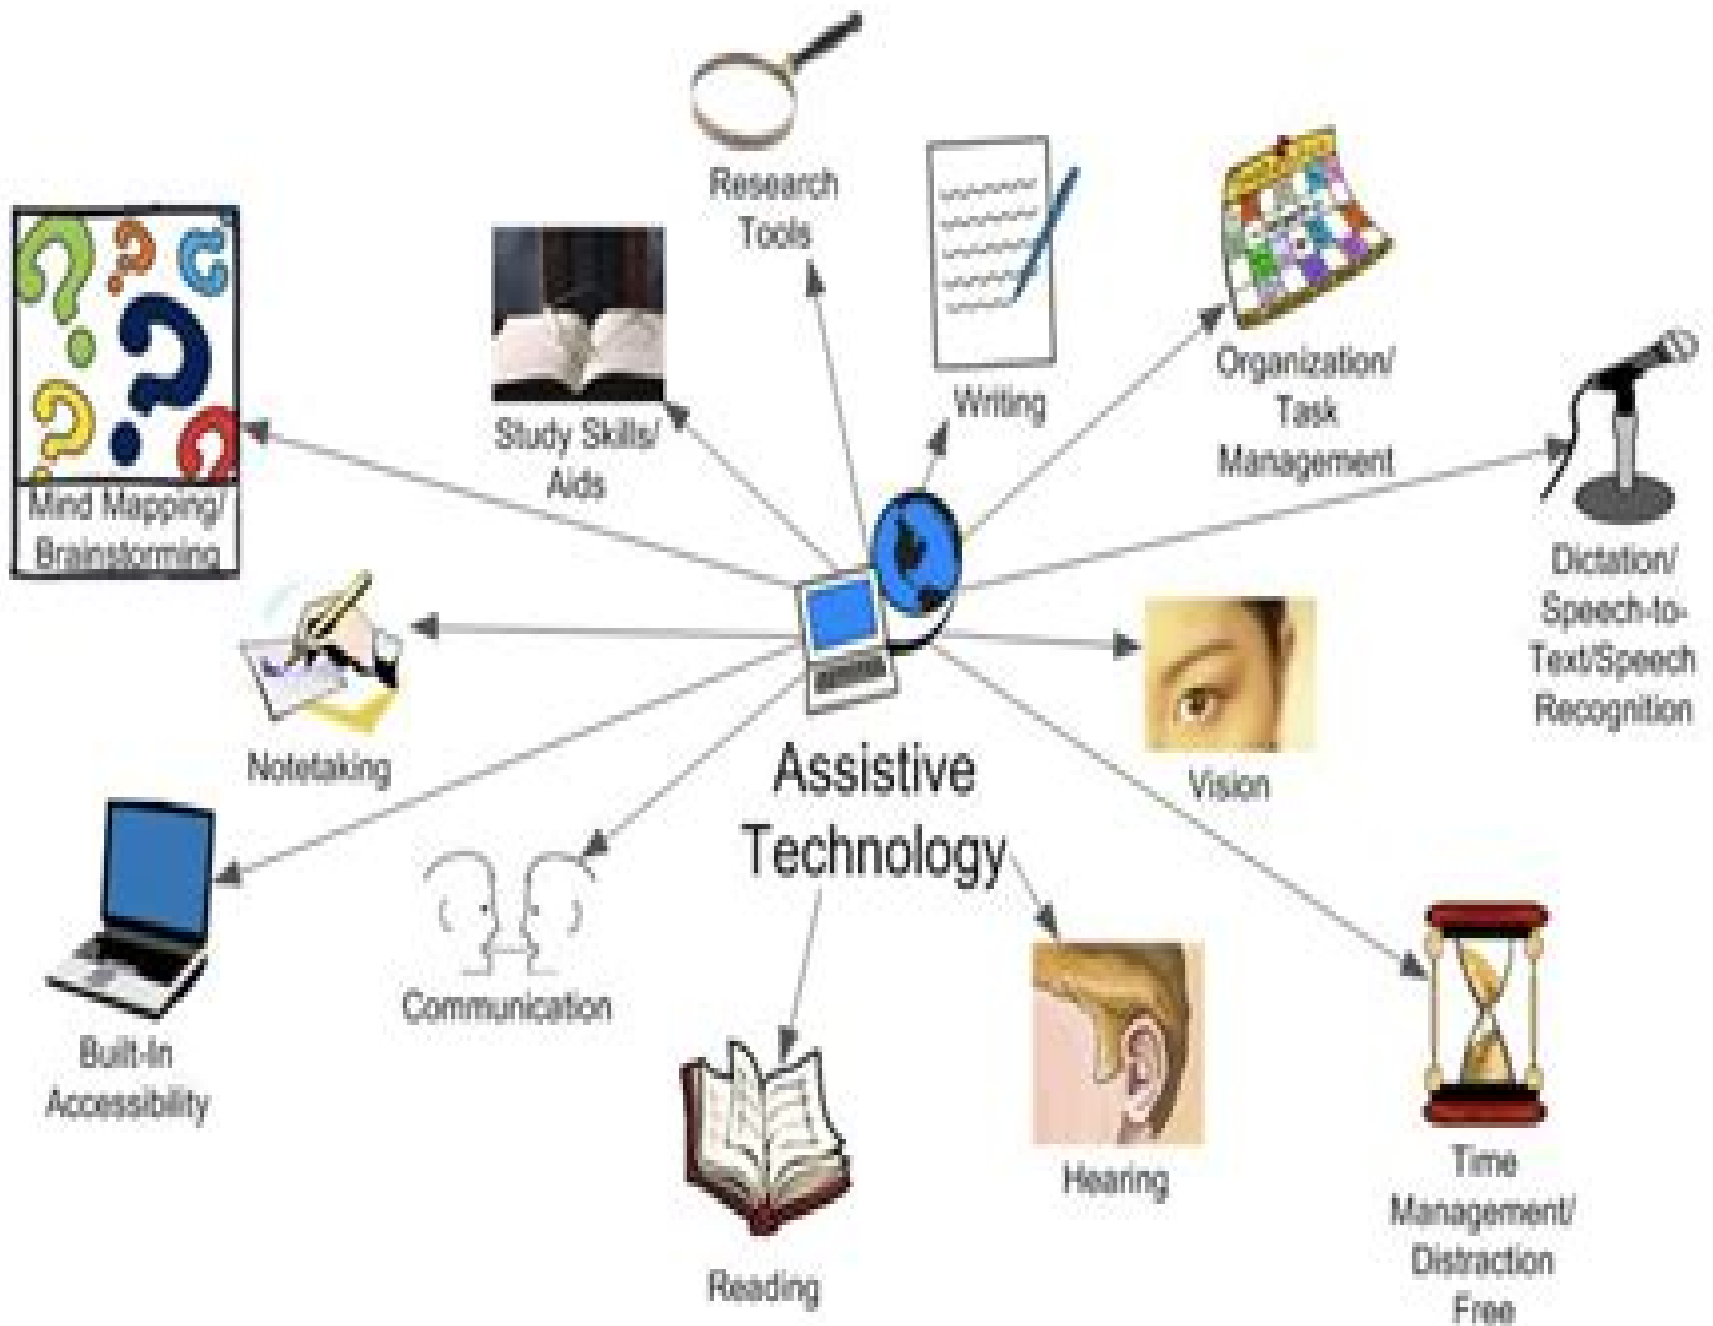 Research
Tools
Writing
Organization/
Task
Management
Study Skills/
Aids
Mind Mapping/
Brainstorming
Dictation/
Speech-to-
Text/Speech
Recognition
Notetaking
Assistive
Technology
Vision
Built-In
Accessibility
Communication
Reading
Hearing
Time
Management/
Distraction
Free